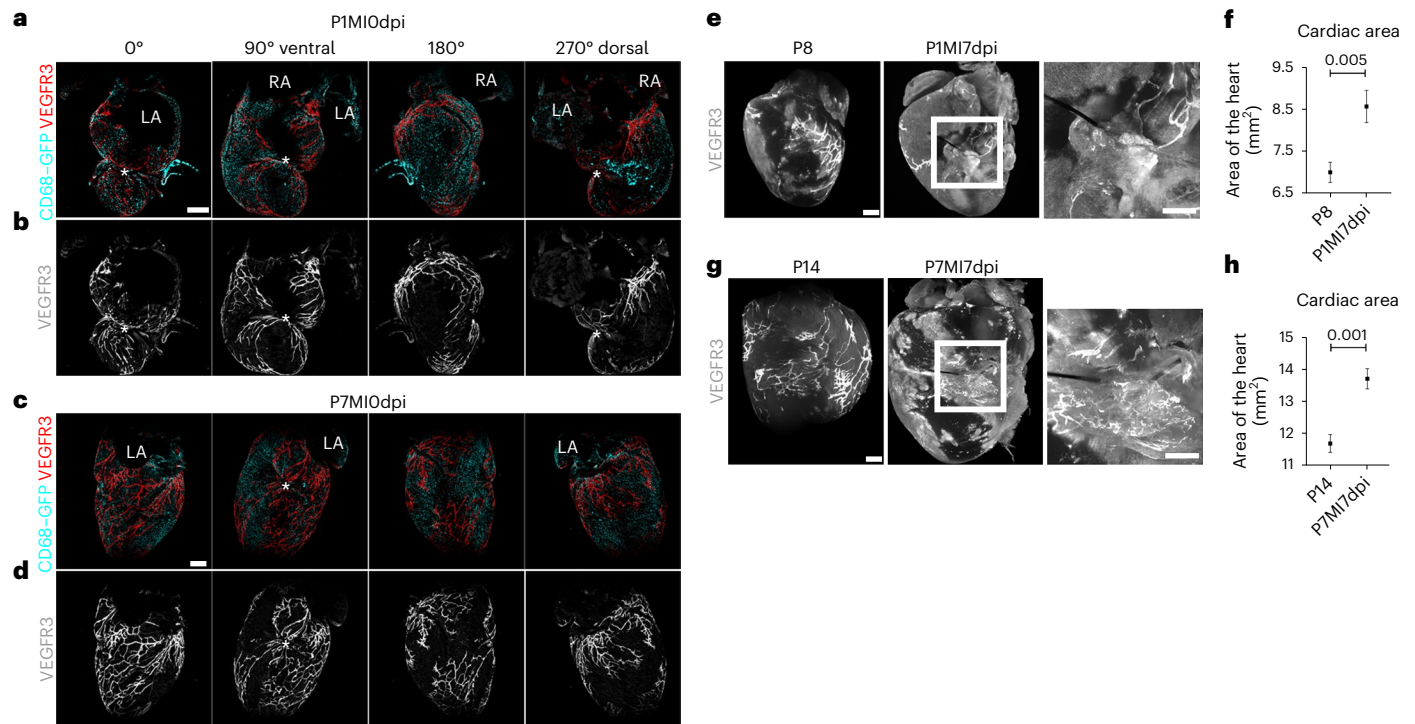 a
P1MI0dpi
0°
90° ventral
180°
270° dorsal
CD68–GFP VEGFR3
LA
RA
LA
RA
LA
RA
*
*
*
b
VEGFR3
*
*
*
c
P7MI0dpi
CD68–GFP VEGFR3
LA
LA
LA
*
d
VEGFR3
*
e
P8
P1MI7dpi
VEGFR3
f
Cardiac area
0.005
Area of the heart
(mm²)
9.5
8.5
7.5
6.5
P8
P1MI7dpi
g
P14
P7MI7dpi
VEGFR3
h
Cardiac area
0.001
Area of the heart
(mm²)
15
14
13
12
11
P14
P7MI7dpi